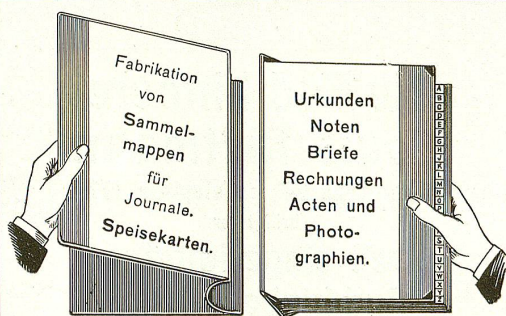 Fabrikation
von
Sammel-
mappen
für
Journale.
Speisekarten.
Urkunden
Noten
Briefe
Rechnungen
Acten und
Photo-
graphien.
A
B
C
D
E
F
G
H
J
K
L
M
N
O
P
S
T
U
V
W
X
Y
Z